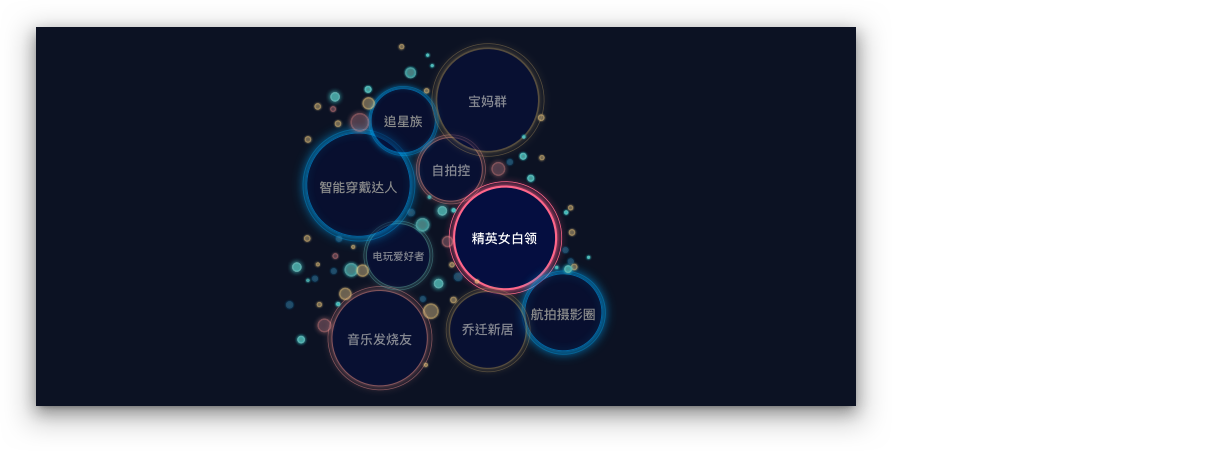 宝妈群
追星族
自拍控
智能穿戴达人
精英女白领
电玩爱好者
航拍摄影圈
乔迁新居
音乐发烧友